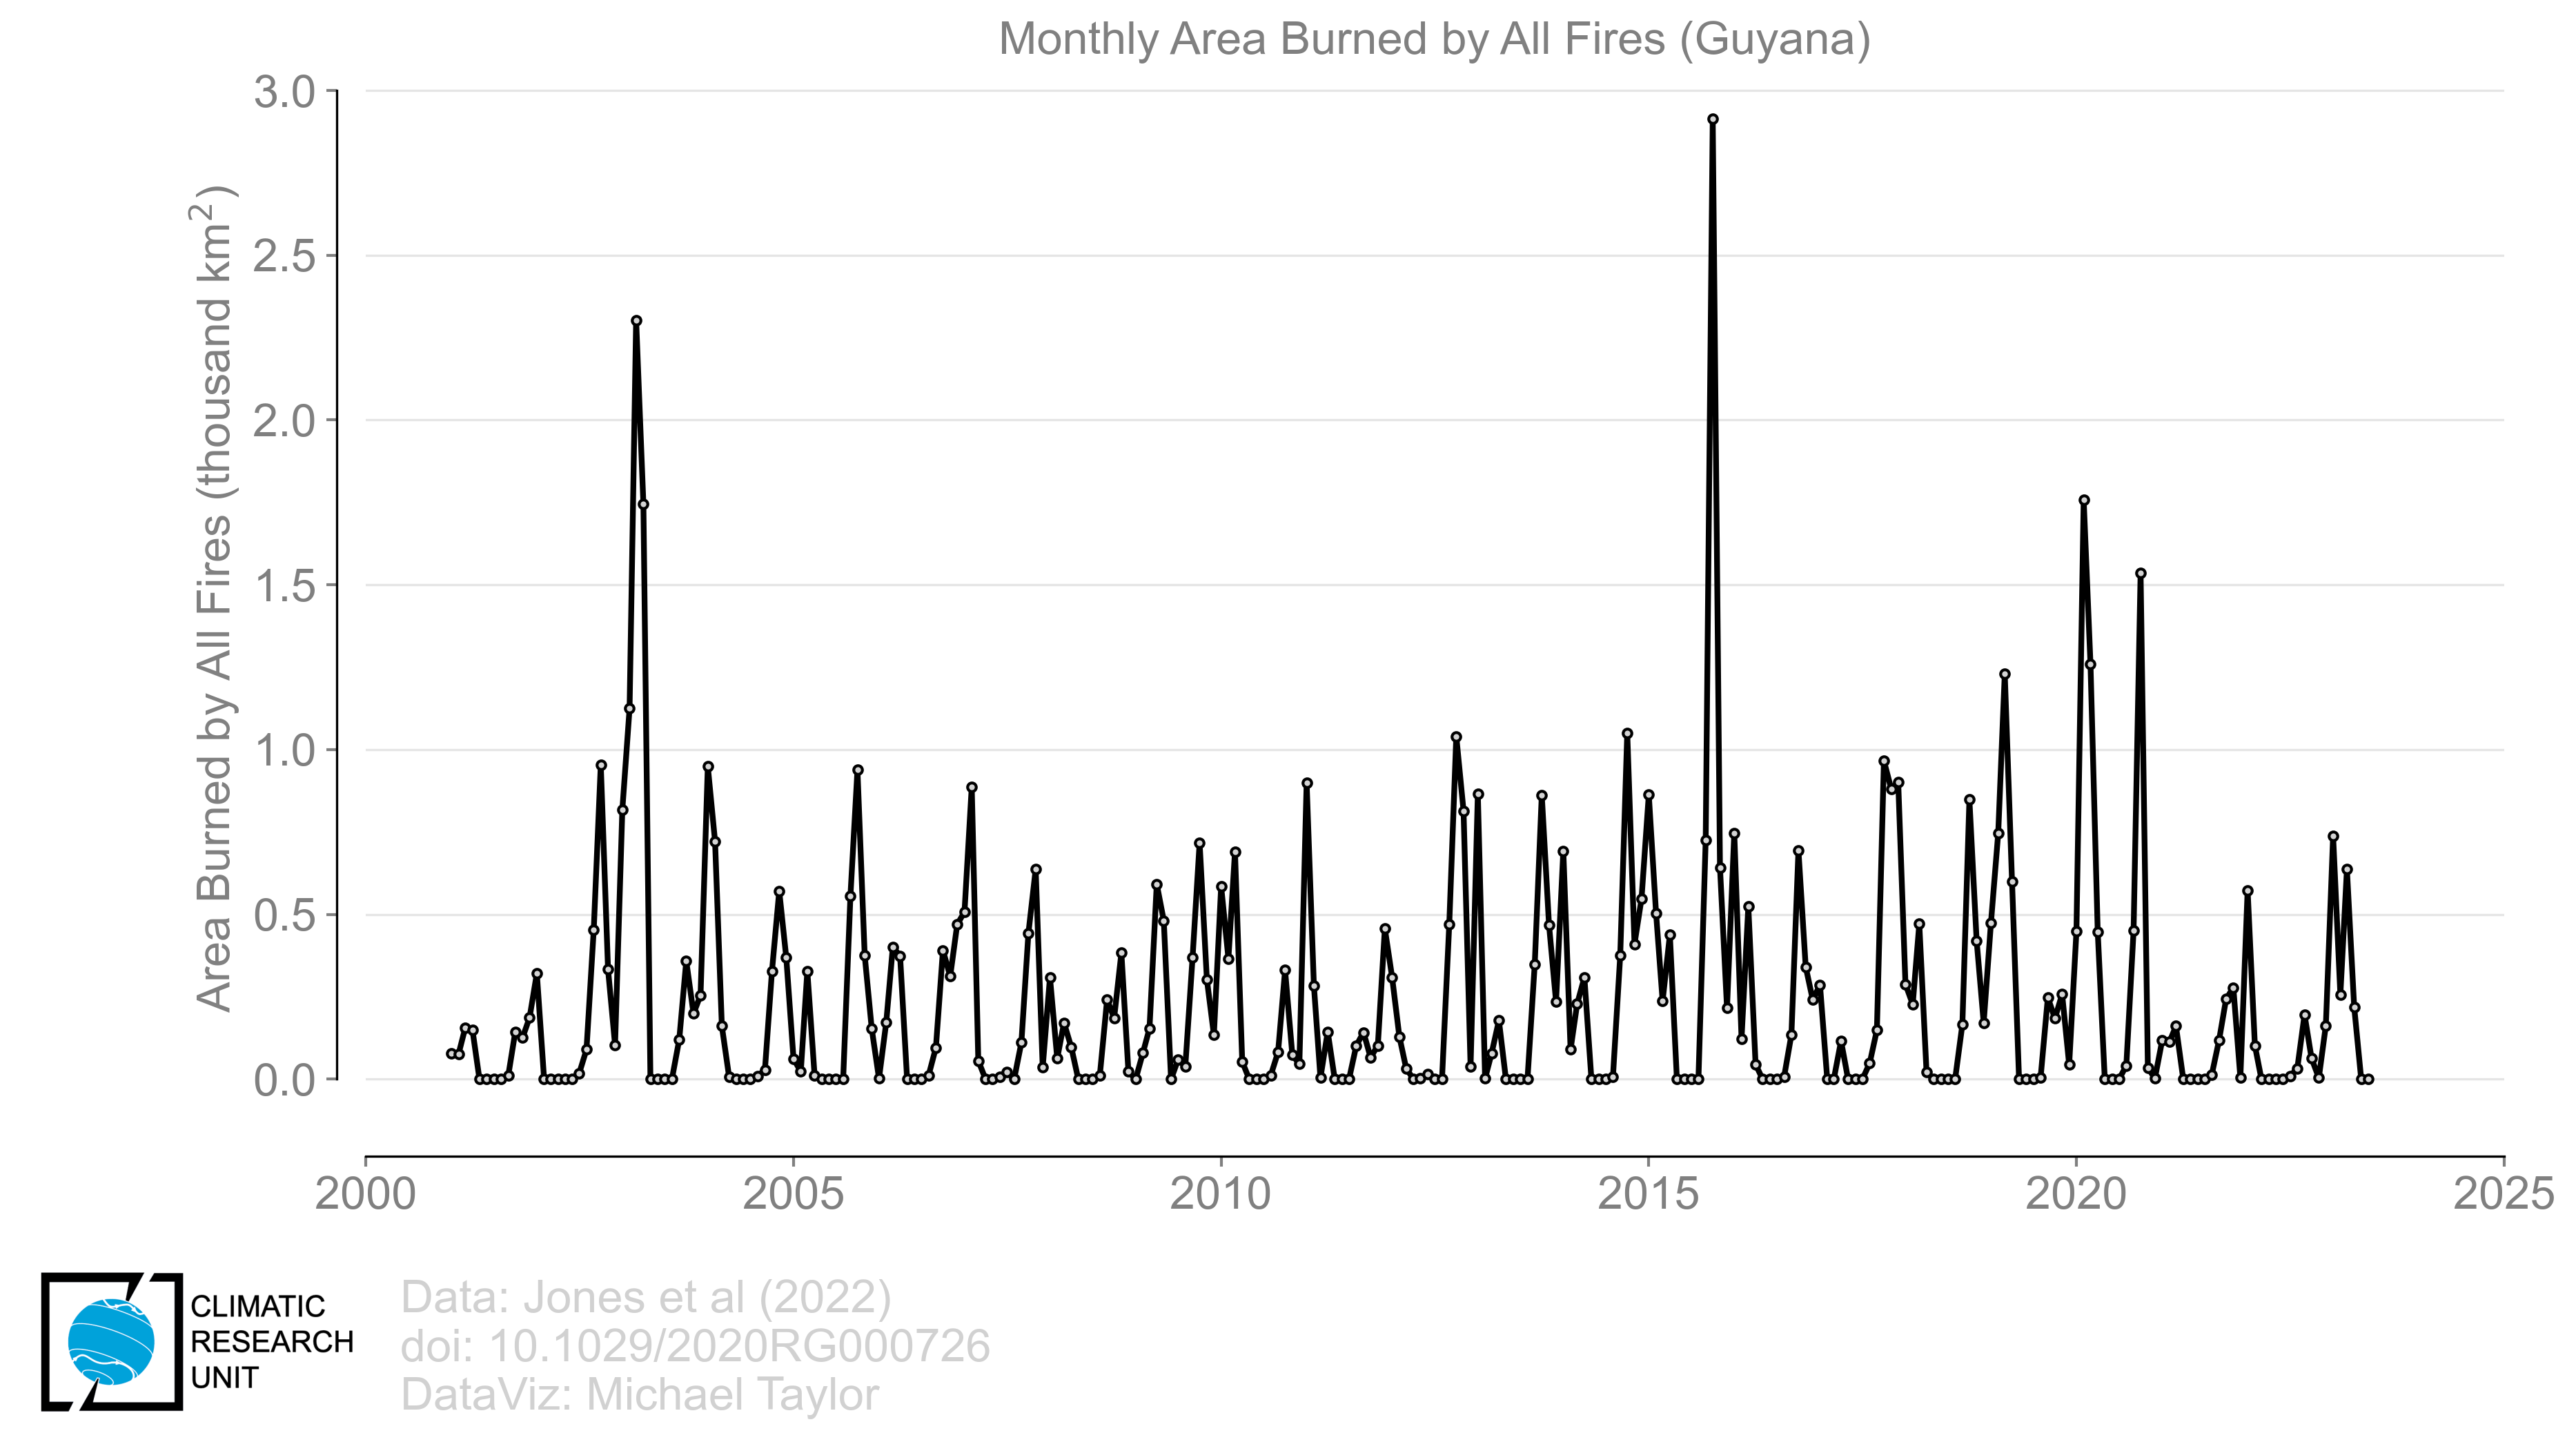 Monthly Area Burned by All Fires (Guyana)
Area Burned by All Fires (thousand km²)
3.0
2.5
2.0
1.5
1.0
0.5
0.0
2000 2005 2010 2015 2020 2025
CLIMATIC
RESEARCH
UNIT
Data: Jones et al (2022)
doi: 10.1029/2020RG000726
DataViz: Michael Taylor